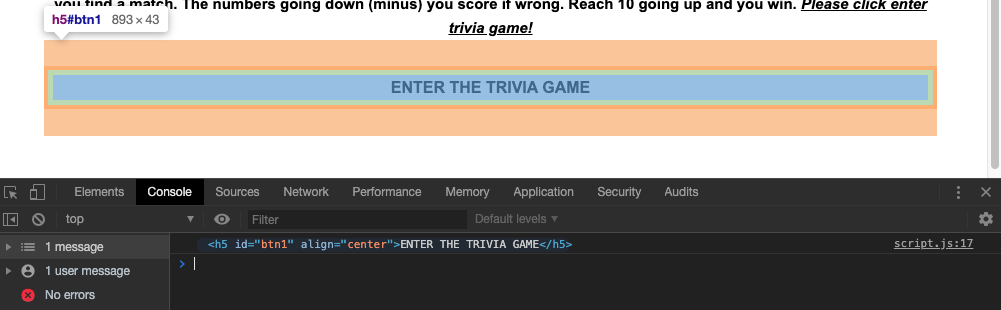 you find a match. The numbers going down (minus) you score if wrong. Reach 10 going up and you win. Please click enter
h5#btn1 893 × 43
trivia game!
ENTER THE TRIVIA GAME
Elements Console Sources Network Performance Memory Application Security Audits
top Filter Default levels
1 message
<h5 id="btn1" align="center">ENTER THE TRIVIA GAME</h5> script.js:17
1 user message
No errors